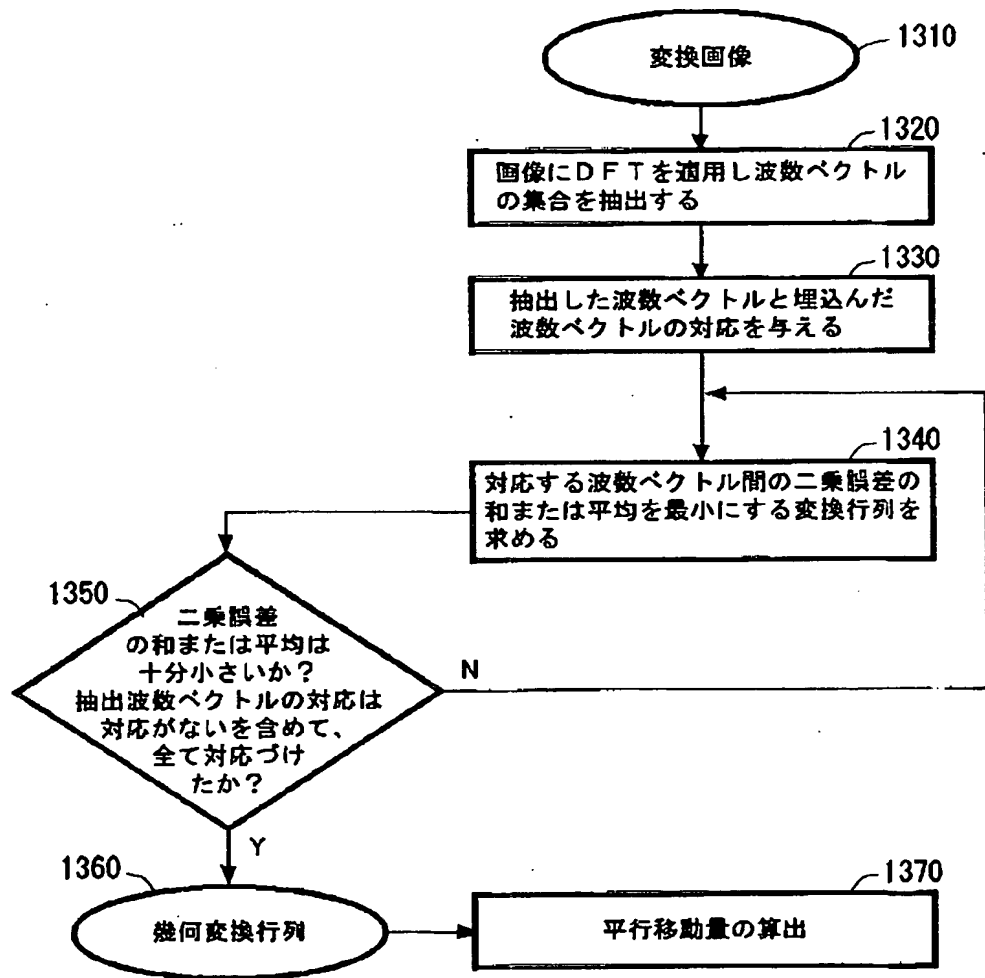 1310
変換画像
1320
画像にDFTを適用し波数ベクトル
の集合を抽出する
1330
抽出した波数ベクトルと埋込んだ
波数ベクトルの対応を与える
1340
対応する波数ベクトル間の二乗誤差の
和または平均を最小にする変換行列を
求める
1350
二乗誤差
の和または平均は
十分小さいか?
抽出波数ベクトルの対応は
対応がないを含めて、
全て対応づけ
たか?
N
Y
1360
幾何変換行列
1370
平行移動量の算出